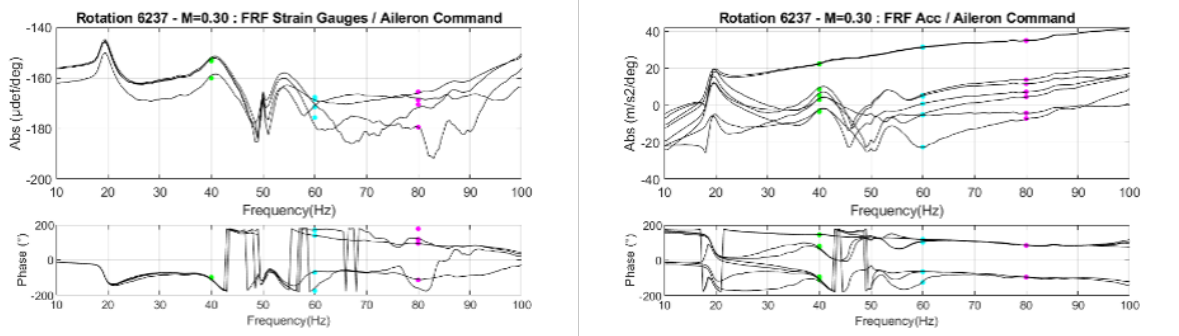 Rotation 6237 - M=0.30 : FRF Strain Gauges / Aileron Command
-140
-160
-180
-200
Abs (µdef/deg)
10 20 30 40 50 60 70 80 90 100
Frequency(Hz)
200
0
-200
Phase (°)
10 20 30 40 50 60 70 80 90 100
Frequency(Hz)
Rotation 6237 - M=0.30 : FRF Acc / Aileron Command
40
20
0
-20
-40
Abs (m/s2/deg)
10 20 30 40 50 60 70 80 90 100
Frequency(Hz)
200
0
-200
Phase (°)
10 20 30 40 50 60 70 80 90 100
Frequency(Hz)